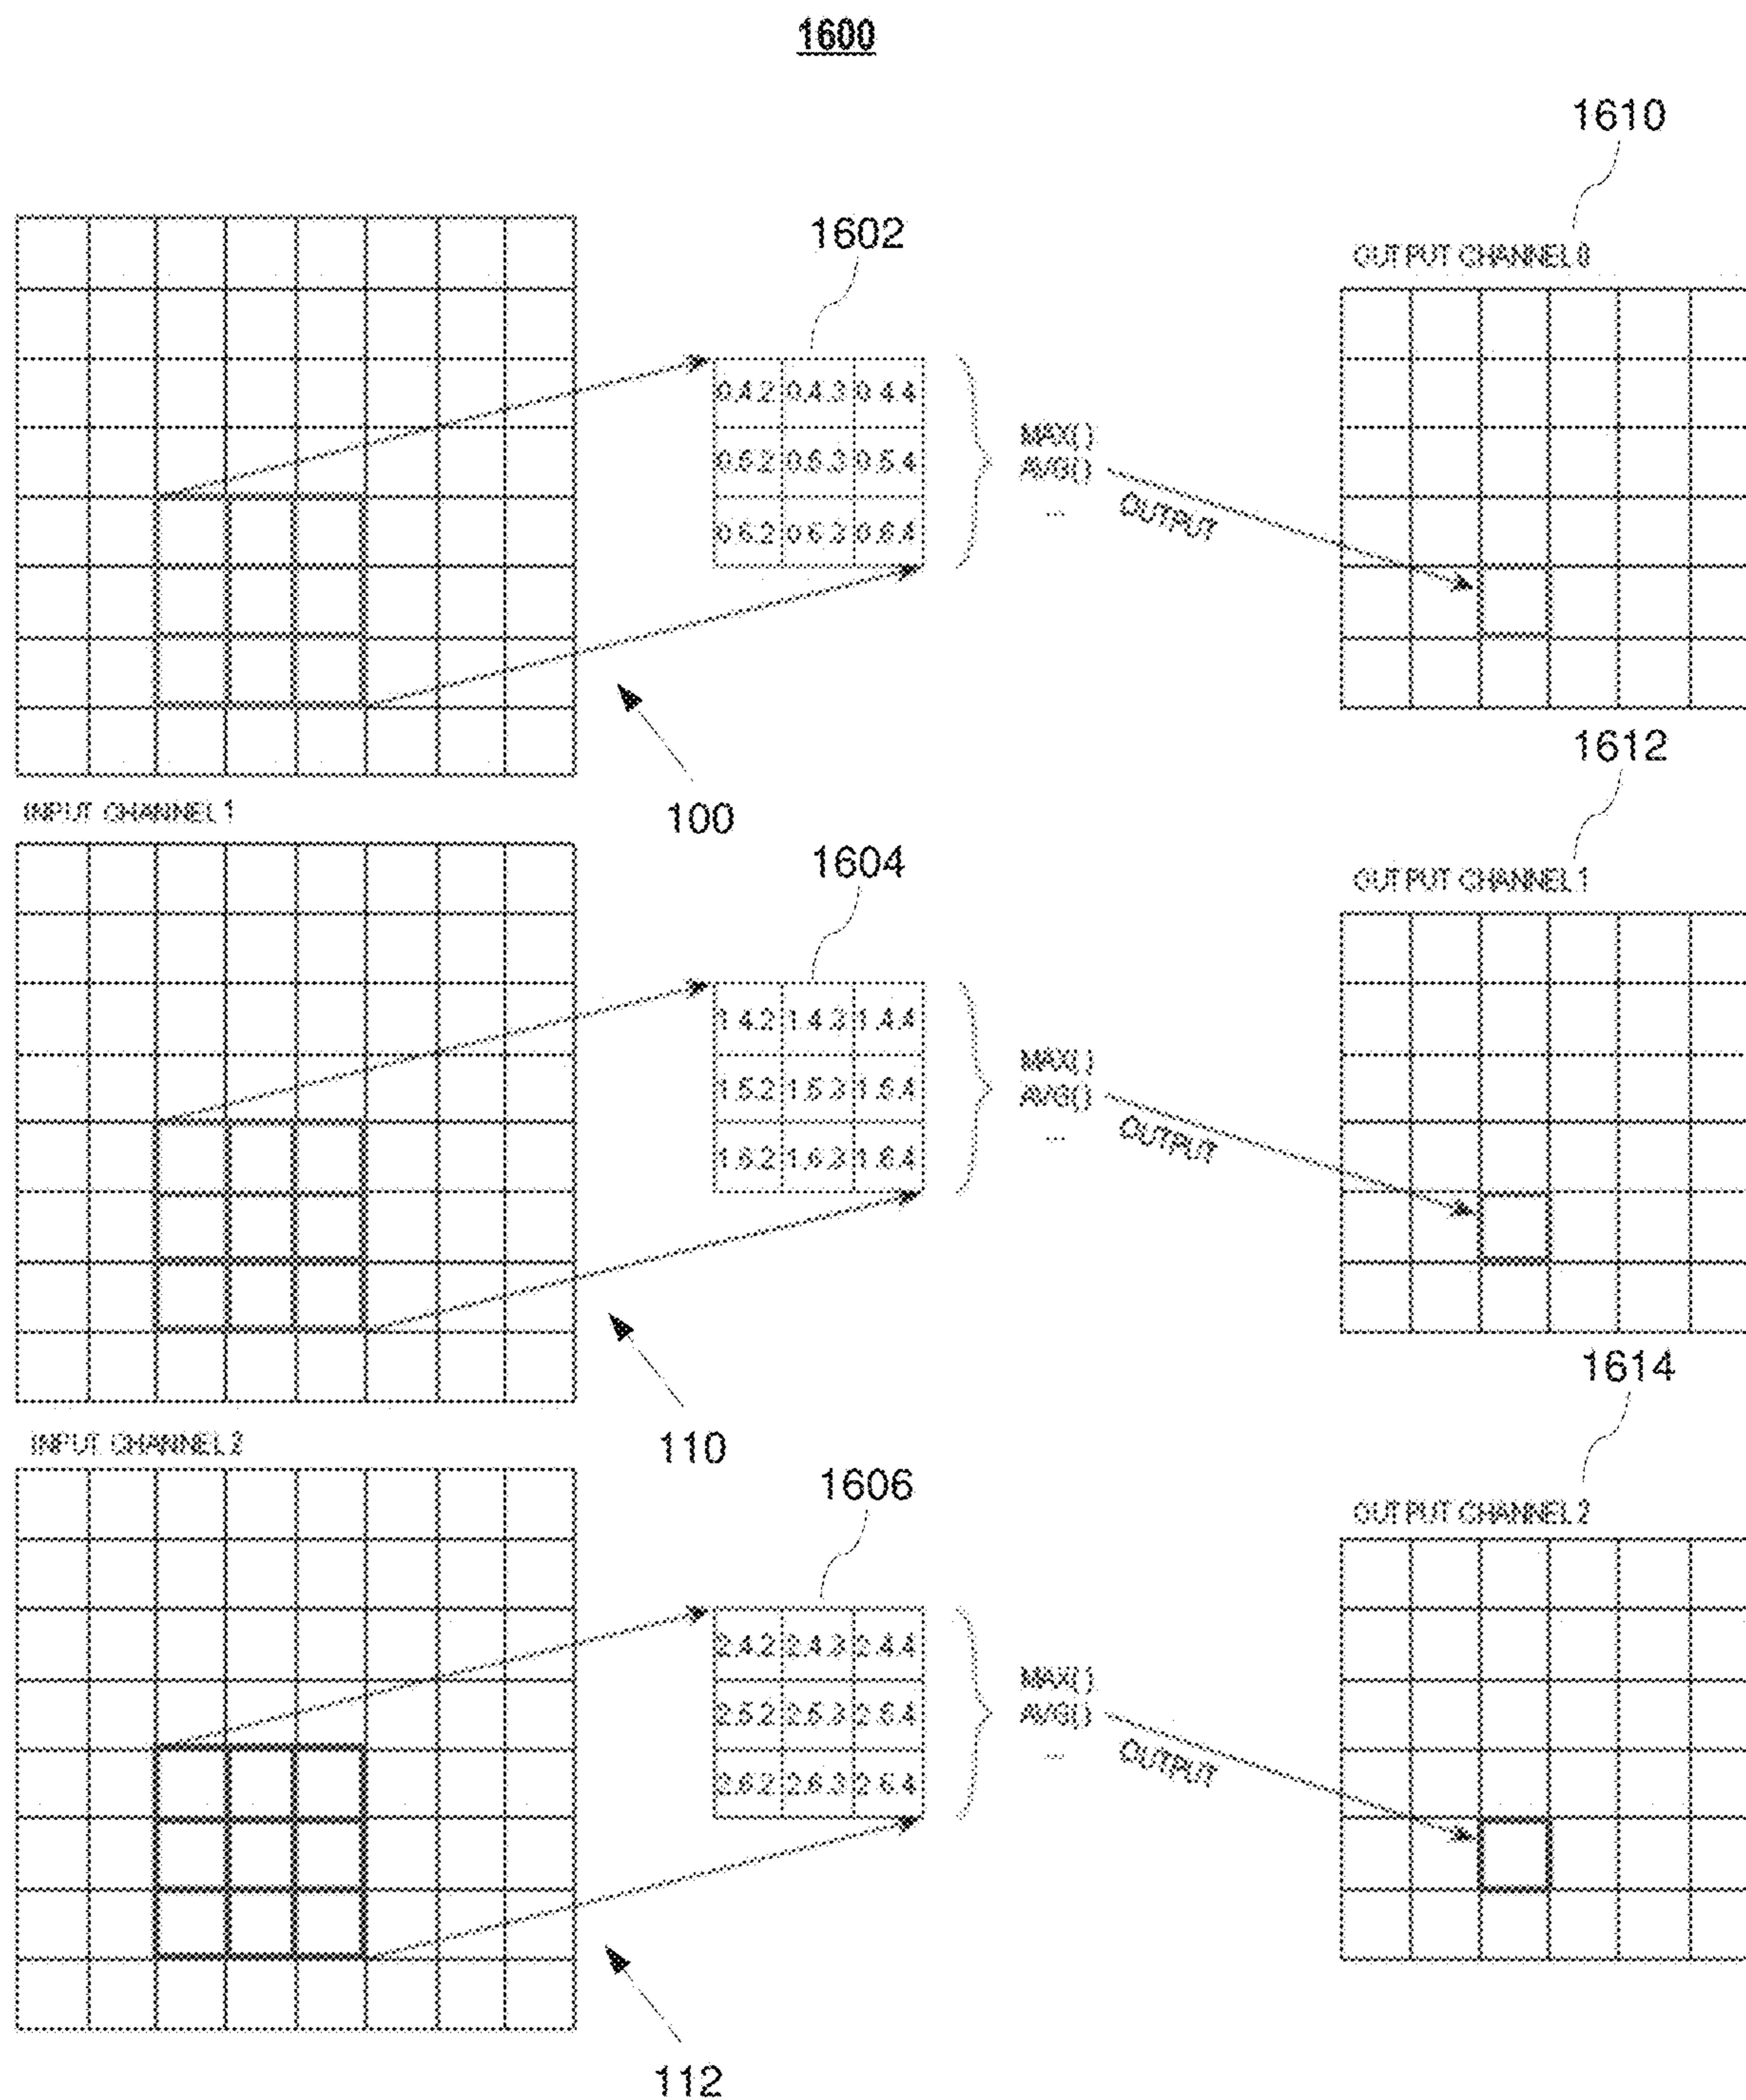 1600
1610
1602
OUTPUT CHANNEL 0
0.4.2 0.4.3 0.4.4
0.5.2 0.5.3 0.5.4
0.6.2 0.6.3 0.6.4
MAX()
AVG()
...
OUTPUT
100
INPUT CHANNEL 1
1612
1604
OUTPUT CHANNEL 1
1.4.2 1.4.3 1.4.4
1.5.2 1.5.3 1.5.4
1.6.2 1.6.3 1.6.4
MAX()
AVG()
...
OUTPUT
110
INPUT CHANNEL 2
1614
1606
OUTPUT CHANNEL 2
2.4.2 2.4.3 2.4.4
2.5.2 2.5.3 2.5.4
2.6.2 2.6.3 2.6.4
MAX()
AVG()
...
OUTPUT
112